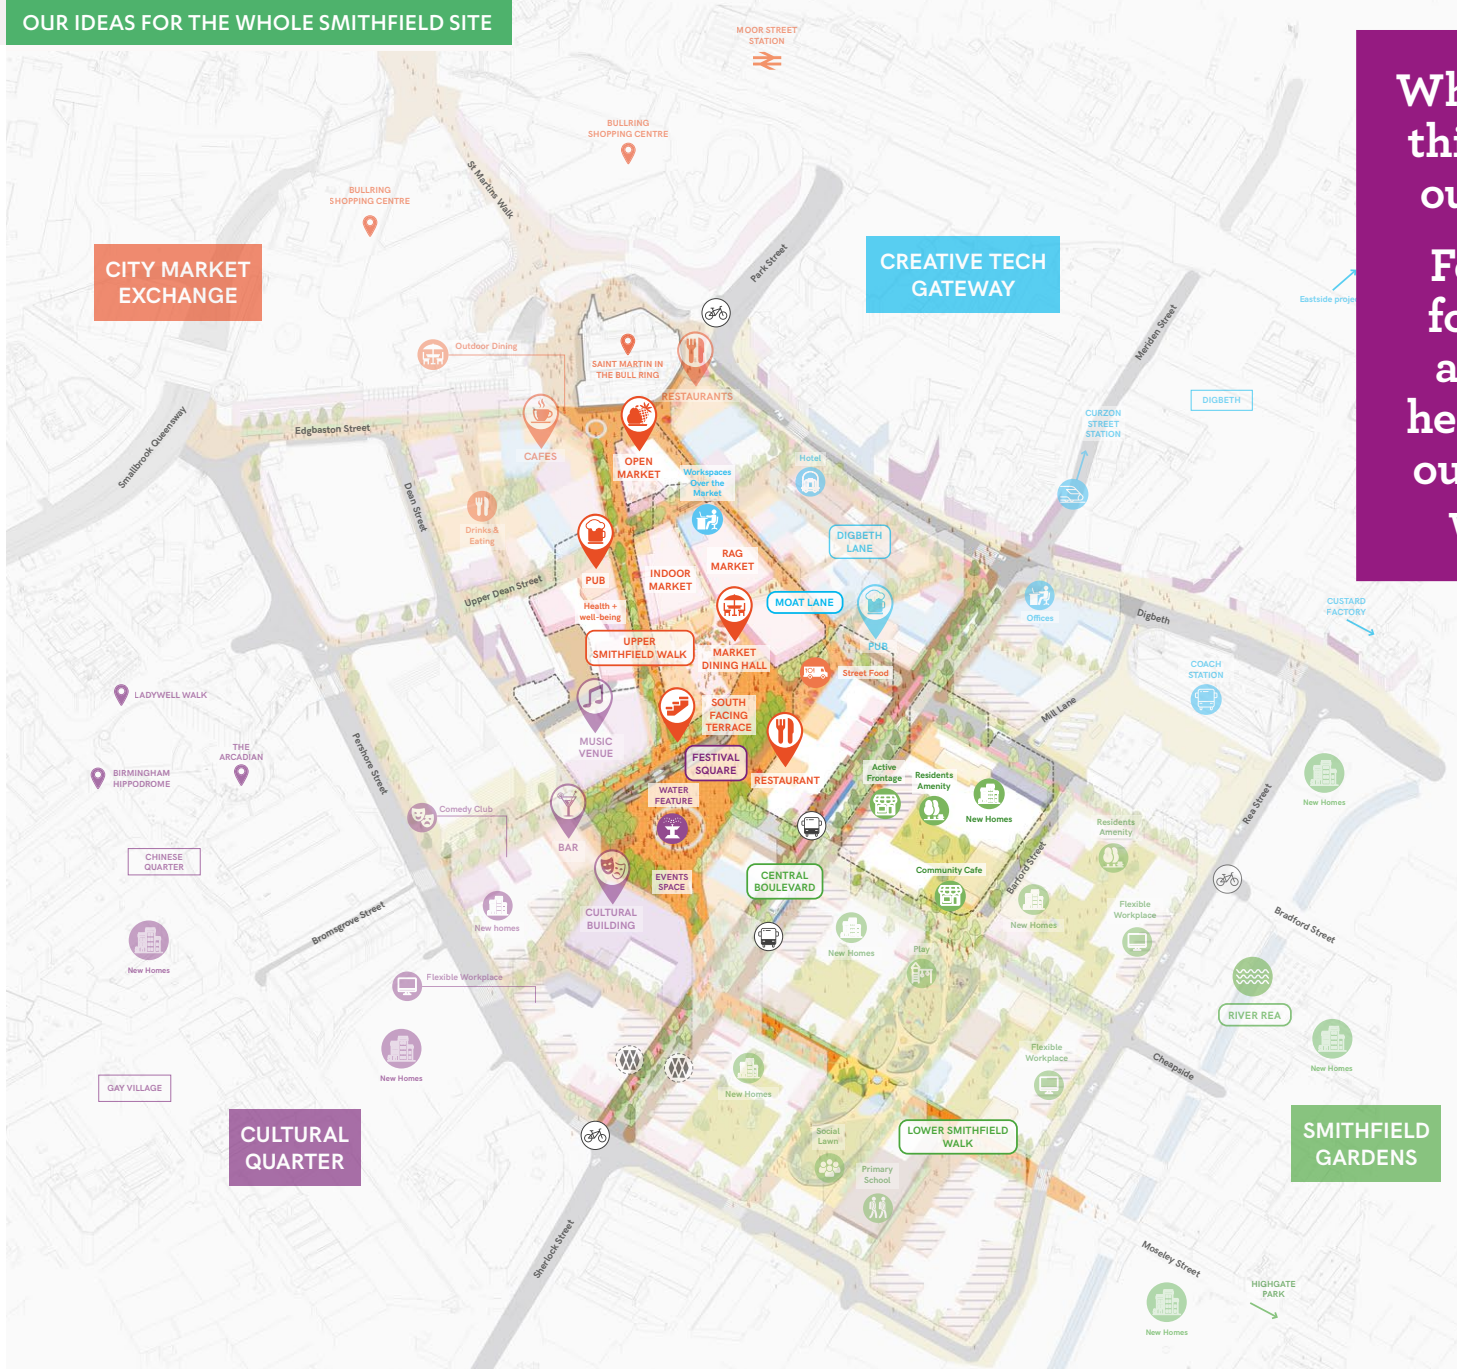 OUR IDEAS FOR THE WHOLE SMITHFIELD SITE
MOOR STREET
STATION
BULLRING
SHOPPING CENTRE
BULLRING
SHOPPING CENTRE
St Martins Walk
Park Street
CITY MARKET
EXCHANGE
CREATIVE TECH
GATEWAY
Eastside
Meriden Street
Outdoor Dining
SAINT MARTIN IN
THE BULL RING
RESTAURANTS
DIGBETH
CURZON
STREET
STATION
Smallbrook Queensway
Edgbaston Street
CAFES
OPEN
MARKET
Workspaces
Over the
Market
Hotel
Dean Street
Drinks &
Eating
DIGBETH
LANE
RAG
MARKET
INDOOR
MARKET
PUB
Upper Dean Street
Health +
well-being
MOAT LANE
Offices
Digbeth
CUSTARD
FACTORY
UPPER
SMITHFIELD WALK
MARKET
DINING HALL
PUB
Street Food
COACH
STATION
LADYWELL WALK
SOUTH
FACING
TERRACE
Mill Lane
MUSIC
VENUE
THE
ARCADIAN
BIRMINGHAM
HIPPODROME
Pershore Street
FESTIVAL
SQUARE
RESTAURANT
Active
Frontage
Residents
Amenity
New Homes
New Homes
WATER
FEATURE
Rea Street
Comedy Club
BAR
Residents
Amenity
CHINESE
QUARTER
Barford Street
Community Cafe
EVENTS
SPACE
CENTRAL
BOULEVARD
CULTURAL
BUILDING
New homes
Bromsgrove Street
New Homes
New Homes
Flexible
Workplace
Bradford Street
Play
New Homes
Flexible Workplace
RIVER REA
New Homes
New Homes
Flexible
Workplace
Cheapside
GAY VILLAGE
New Homes
CULTURAL
QUARTER
Social
Lawn
LOWER SMITHFIELD
WALK
SMITHFIELD
GARDENS
Primary
School
Sherlock Street
Moseley Street
HIGHGATE
PARK
New Homes